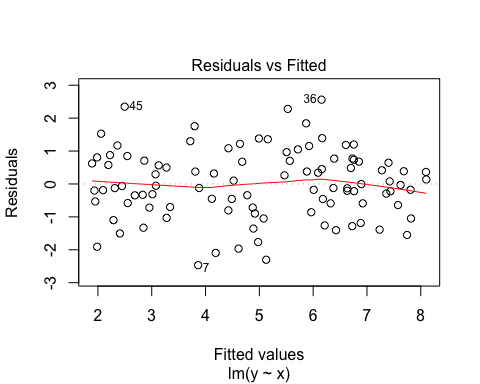 Residuals vs Fitted
3
2
1
0
-1
-2
-3
Residuals
45
36
7
2 3 4 5 6 7 8
Fitted values
lm(y ~ x)